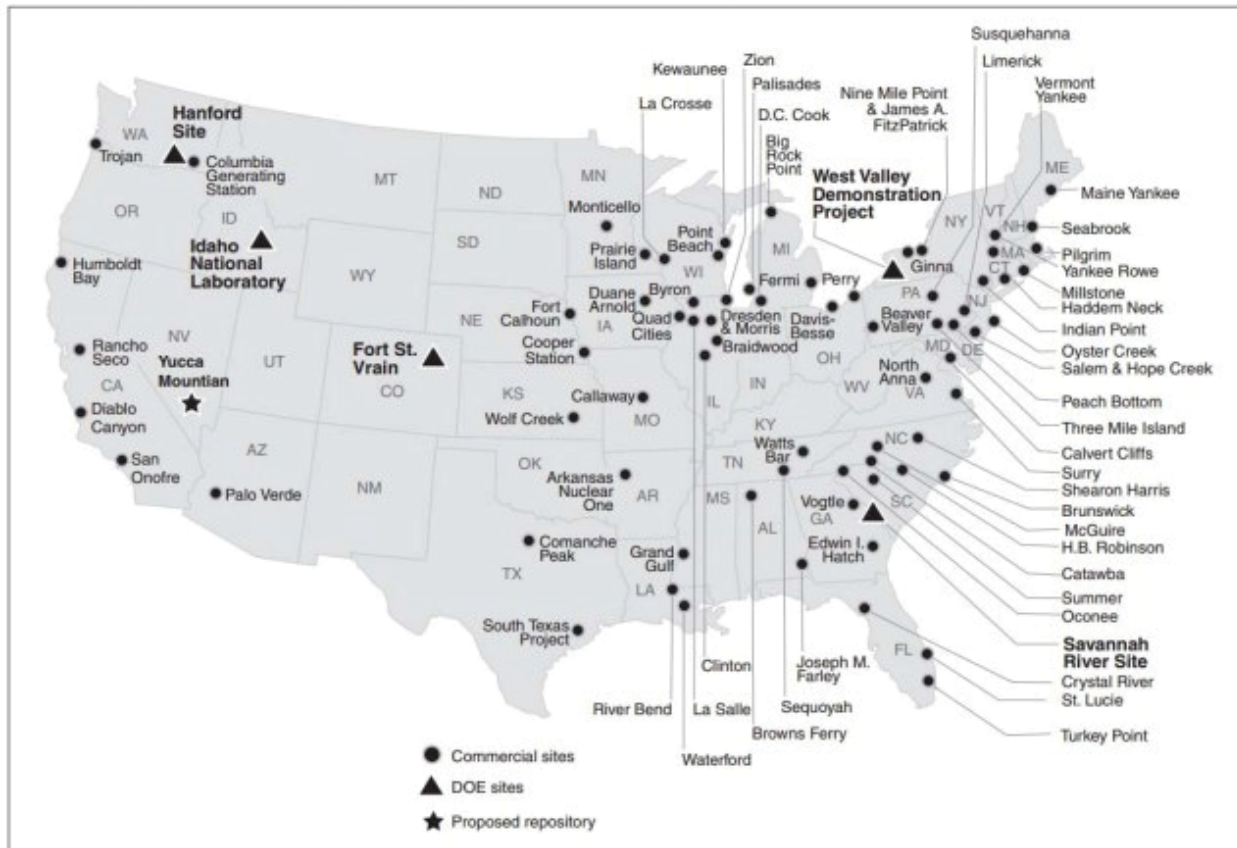 Susquehanna
Limerick
Zion
Vermont
Yankee
Kewaunee
Palisades
Nine Mile Point
& James A.
FitzPatrick
La Crosse
D.C. Cook
Big
Rock
Point
Hanford
Site
WA
Trojan
Columbia
Generating
Station
MT
ND
MN
West Valley
Demonstration
Project
ME
Maine Yankee
OR
ID
Monticello
NY
VT
NH
Seabrook
Idaho
National
Laboratory
SD
Prairie
Island
Point
Beach
WI
MI
Ginna
MA
Pilgrim
Humboldt
Bay
WY
Fermi
Perry
CT
Yankee Rowe
Duane
Arnold
Byron
PA
NJ
Millstone
Haddem Neck
NV
NE
Fort
Calhoun
IA
Quad
Cities
Dresden
& Morris
Davis-
Besse
Beaver
Valley
Indian Point
Rancho
Seco
UT
Fort St.
Vrain
Cooper
Station
Braidwood
OH
MD
DE
Oyster Creek
Salem & Hope Creek
Yucca
Mountian
CA
CO
KS
Callaway
IL
IN
WV
North
Anna
VA
Peach Bottom
Diablo
Canyon
Wolf Creek
MO
KY
Three Mile Island
AZ
OK
Watts
Bar
NC
Calvert Cliffs
San
Onofre
NM
Arkansas
Nuclear
One
TN
Surry
Palo Verde
AR
MS
AL
Vogtle
GA
SC
Shearon Harris
Brunswick
McGuire
Comanche
Peak
Grand
Gulf
Edwin I.
Hatch
H.B. Robinson
TX
LA
Catawba
Summer
Oconee
South Texas
Project
FL
Savannah
River Site
Clinton
Joseph M.
Farley
Crystal River
St. Lucie
River Bend
La Salle
Sequoyah
Browns Ferry
Turkey Point
Waterford
Commercial sites
DOE sites
Proposed repository